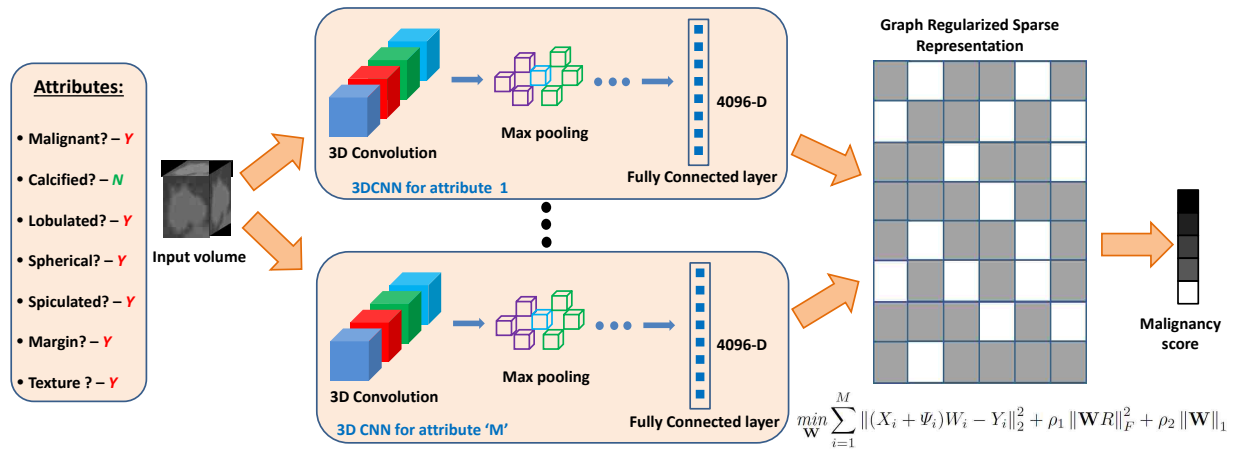 Attributes:
• Malignant? – Y
• Calcified? – N
• Lobulated? – Y
• Spherical? – Y
• Spiculated? – Y
• Margin? – Y
• Texture ? – Y
Input volume
3D Convolution
Max pooling
4096-D
Fully Connected layer
3DCNN for attribute 1
3D Convolution
Max pooling
4096-D
Fully Connected layer
3D CNN for attribute ‘M’
Graph Regularized Sparse
Representation
Malignancy
score
min_W ∑_{i=1}^{M} ‖(X_i + Ψ_i)W_i − Y_i‖_2^2 + ρ_1 ‖WR‖_F^2 + ρ_2 ‖W‖_1